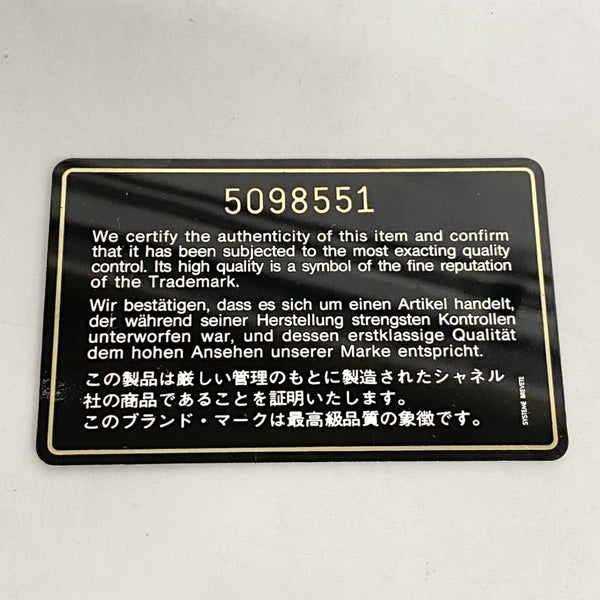 5098551
We certify the authenticity of this item and confirm
that it has been subjected to the most exacting quality
control. Its high quality is a symbol of the fine reputation
of the Trademark.
Wir bestätigen, dass es sich um einen Artikel handelt,
der während seiner Herstellung strengsten Kontrollen
unterworfen war, und dessen erstklassige Qualität
dem hohen Ansehen unserer Marke entspricht.
この製品は厳しい管理のもとに製造されたシャネル
社の商品であることを証明いたします。
このブランド・マークは最高級品質の象徴です。
SYSTEME BREVETE